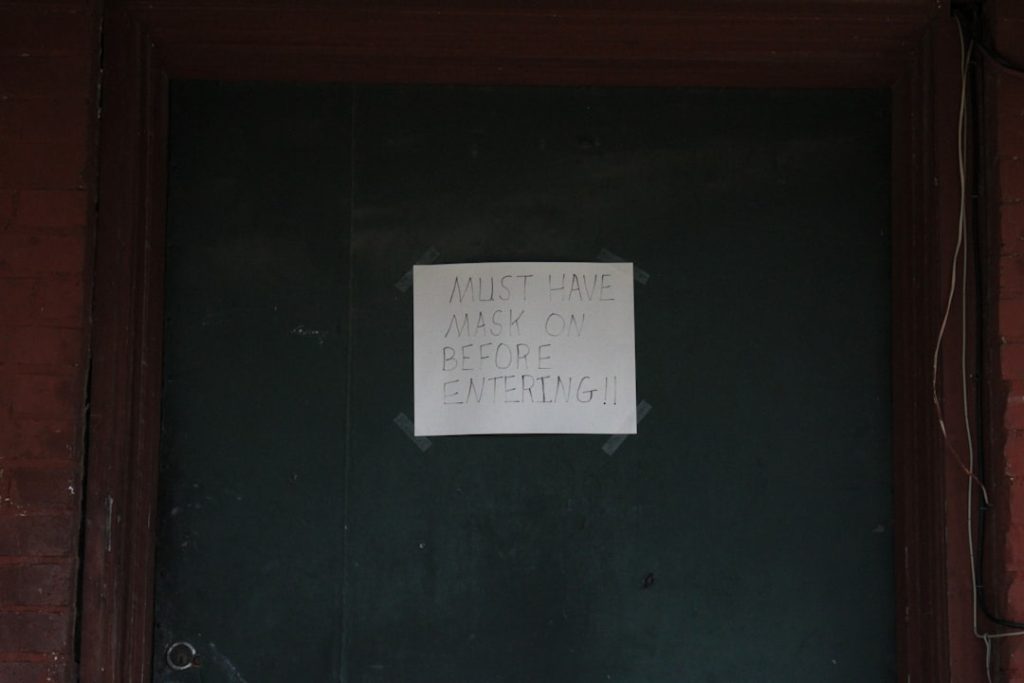 MUST HAVE
MASK ON
BEFORE
ENTERING!!